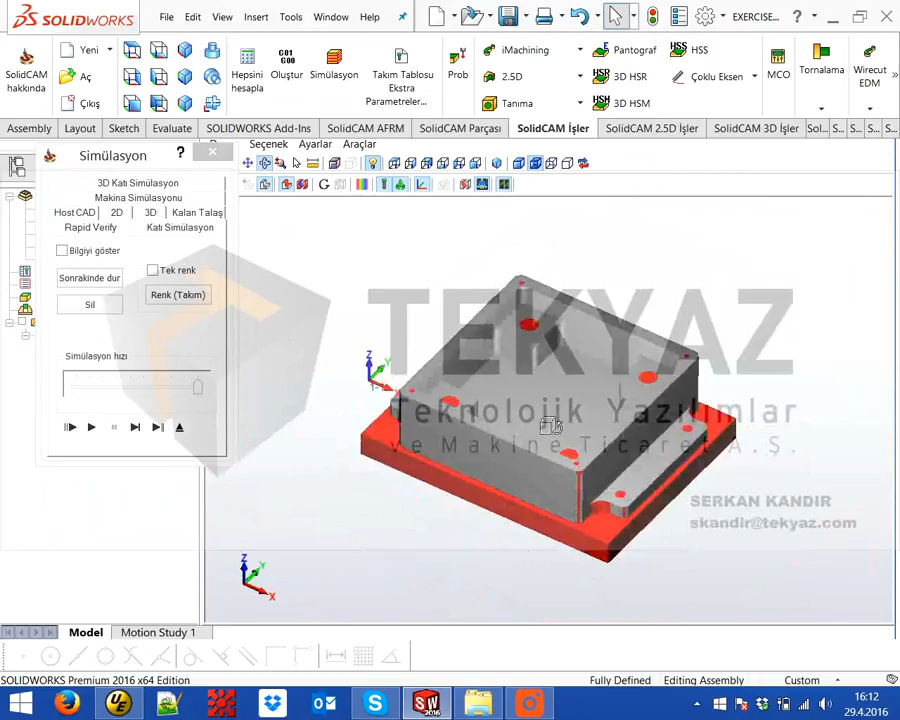 SOLIDWORKS File Edit View Insert Tools Window Help EXERCISE...
SolidCAM hakkında
Yeni
Aç
Çıkış
Hepsini hesapla
G01 G00 Oluştur
Simülasyon
Takım Tablosu Ekstra Parametreler...
Prob
iMachining
2.5D
Tanıma
Pantograf
HSR 3D HSR
HSM 3D HSM
HSS HSS
Çoklu Eksen
MCO
Tornalama
Wirecut EDM
Assembly Layout Sketch Evaluate SOLIDWORKS Add-Ins SolidCAM AFRM SolidCAM Parçası SolidCAM İşler SolidCAM 2.5D İşler SolidCAM 3D İşler Sol... S... S... S... S...
Seçenek Ayarlar Araçlar
Simülasyon ?
3D Katı Simülasyon
Makina Simülasyonu
Host CAD 2D 3D Kalan Talaş
Rapid Verify Katı Simülasyon
Bilgiyi göster
Tek renk
Sonrakinde dur
Renk (Takım)
Sil
Simülasyon hızı
TEKYAZ
Teknolojik Yazılımlar
ve Makine Ticaret A.Ş.
SERKAN KANDIR
skandir@tekyaz.com
Z
Y
Z
Y
X
Model Motion Study 1
SOLIDWORKS Premium 2016 x64 Edition Fully Defined Editing Assembly Custom
16:12
29.4.2016